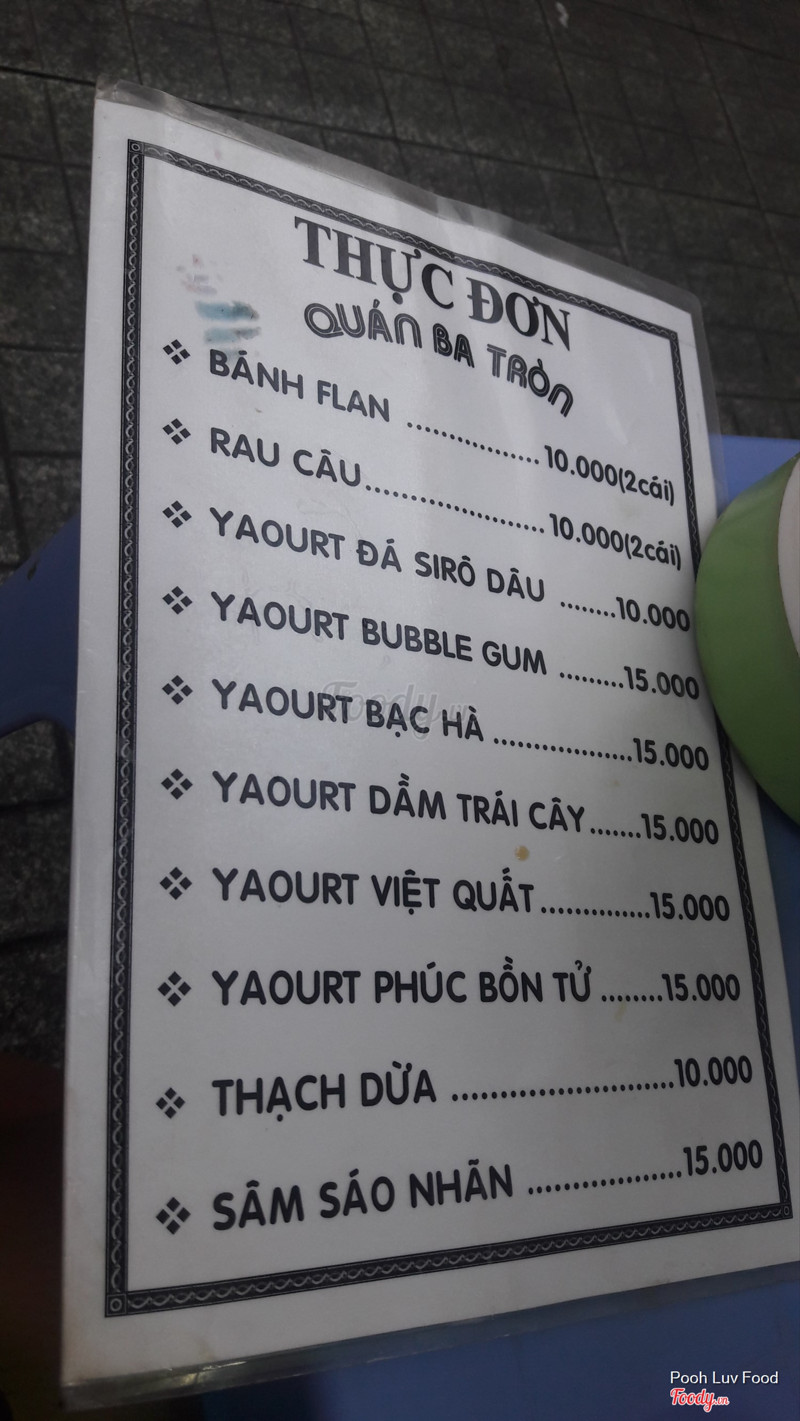 THỰC ĐƠN
QUÁN BA TRÒN
❖ BÁNH FLAN ................. 10.000(2cái)
❖ RAU CÂU....................... 10.000(2cái)
❖ YAOURT ĐÁ SIRÔ DÂU ........10.000
❖ YAOURT BUBBLE GUM .........15.000
❖ YAOURT BẠC HÀ ..................15.000
❖ YAOURT DẦM TRÁI CÂY.......15.000
❖ YAOURT VIỆT QUẤT..............15.000
❖ YAOURT PHÚC BỒN TỬ ........15.000
❖ THẠCH DỪA ............................10.000
❖ SÂM SÁO NHÃN ...................15.000
Foody.vn
Pooh Luv Food
Foody.vn